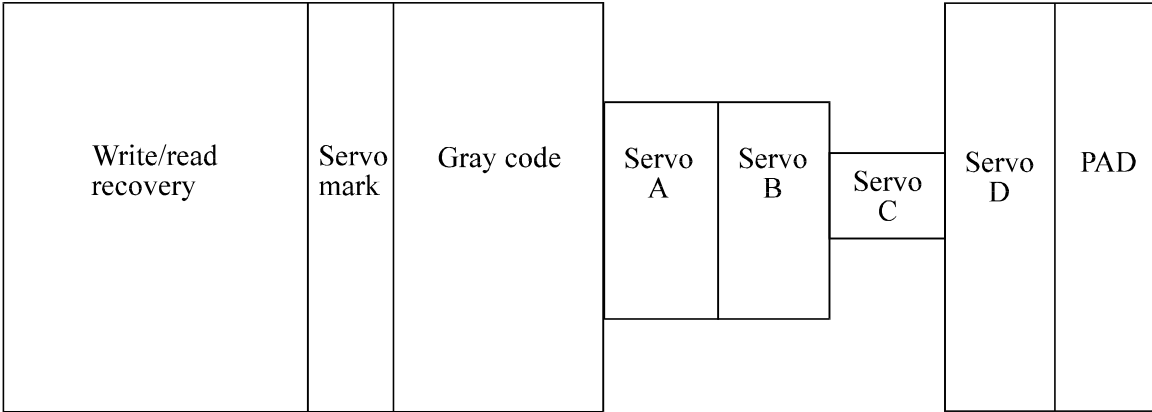 Write/read
recovery
Servo
mark
Gray code
Servo
A
Servo
B
Servo
C
Servo
D
PAD